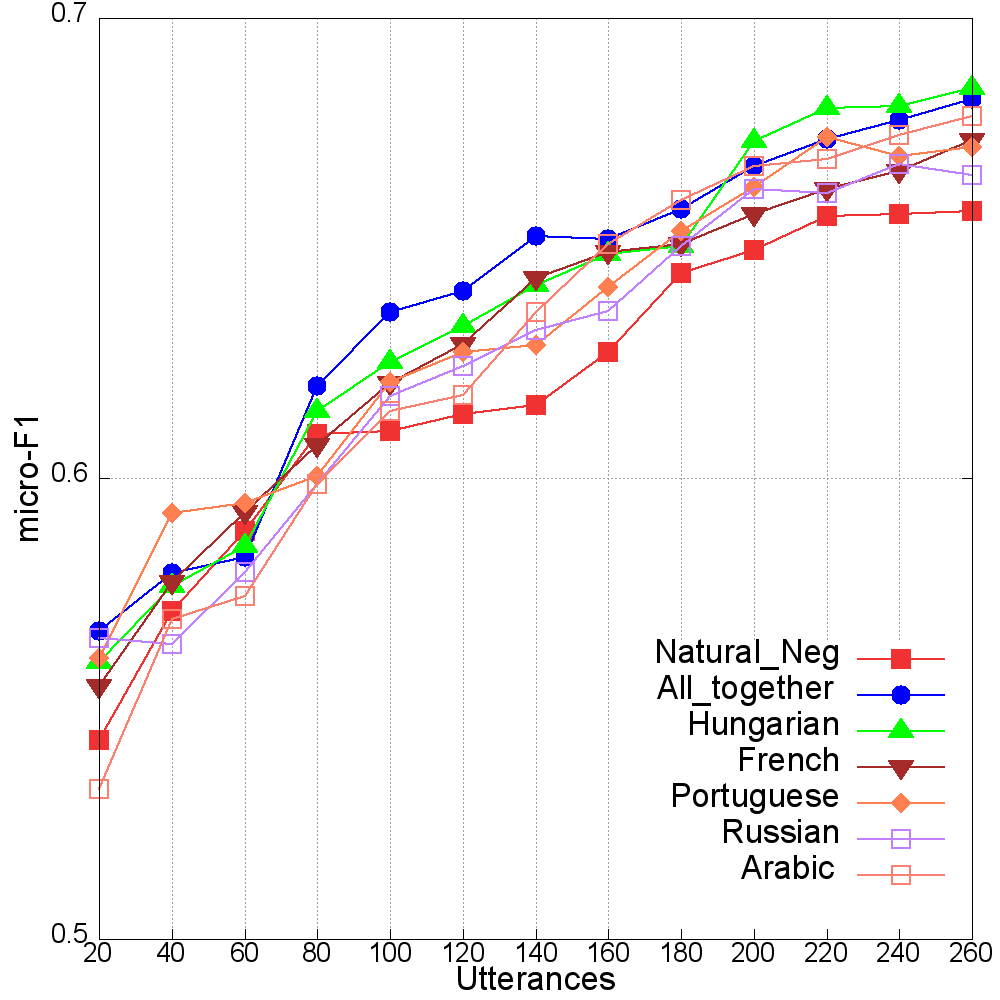 0.7
0.6
0.5
micro-F1
Natural_Neg
All_together
Hungarian
French
Portuguese
Russian
Arabic
20 40 60 80 100 120 140 160 180 200 220 240 260
Utterances